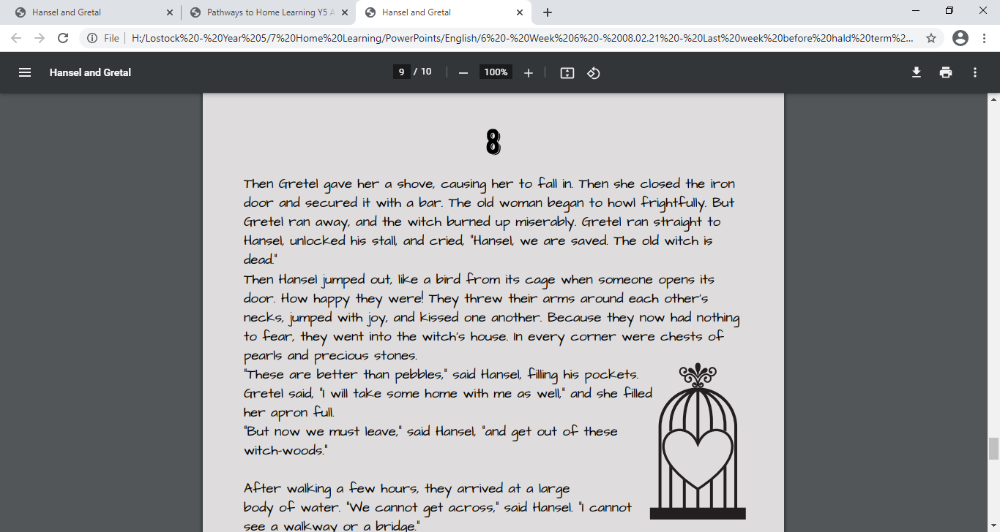 Hansel and Gretal
Pathways to Home Learning Y5 A
Hansel and Gretal
File
H:/Lostock%20-%20Year%205/7%20Home%20Learning/PowerPoints/English/6%20-%20Week%206%20-%2008.02.21%20-%20Last%20week%20before%20hald%20term%2...
Hansel and Gretal
9 / 10
100%
8
Then Gretel gave her a shove, causing her to fall in. Then she closed the iron
door and secured it with a bar. The old woman began to howl frightfully. But
Gretel ran away, and the witch burned up miserably. Gretel ran straight to
Hansel, unlocked his stall, and cried, "Hansel, we are saved. The old witch is
dead."
Then Hansel jumped out, like a bird from its cage when someone opens its
door. How happy they were! They threw their arms around each other's
necks, jumped with joy, and kissed one another. Because they now had nothing
to fear, they went into the witch's house. In every corner were chests of
pearls and precious stones.
"These are better than pebbles," said Hansel, filling his pockets.
Gretel said, "I will take some home with me as well," and she filled
her apron full.
"But now we must leave," said Hansel, "and get out of these
witch-woods."
After walking a few hours, they arrived at a large
body of water. "We cannot get across," said Hansel. "I cannot
see a walkway or a bridge."